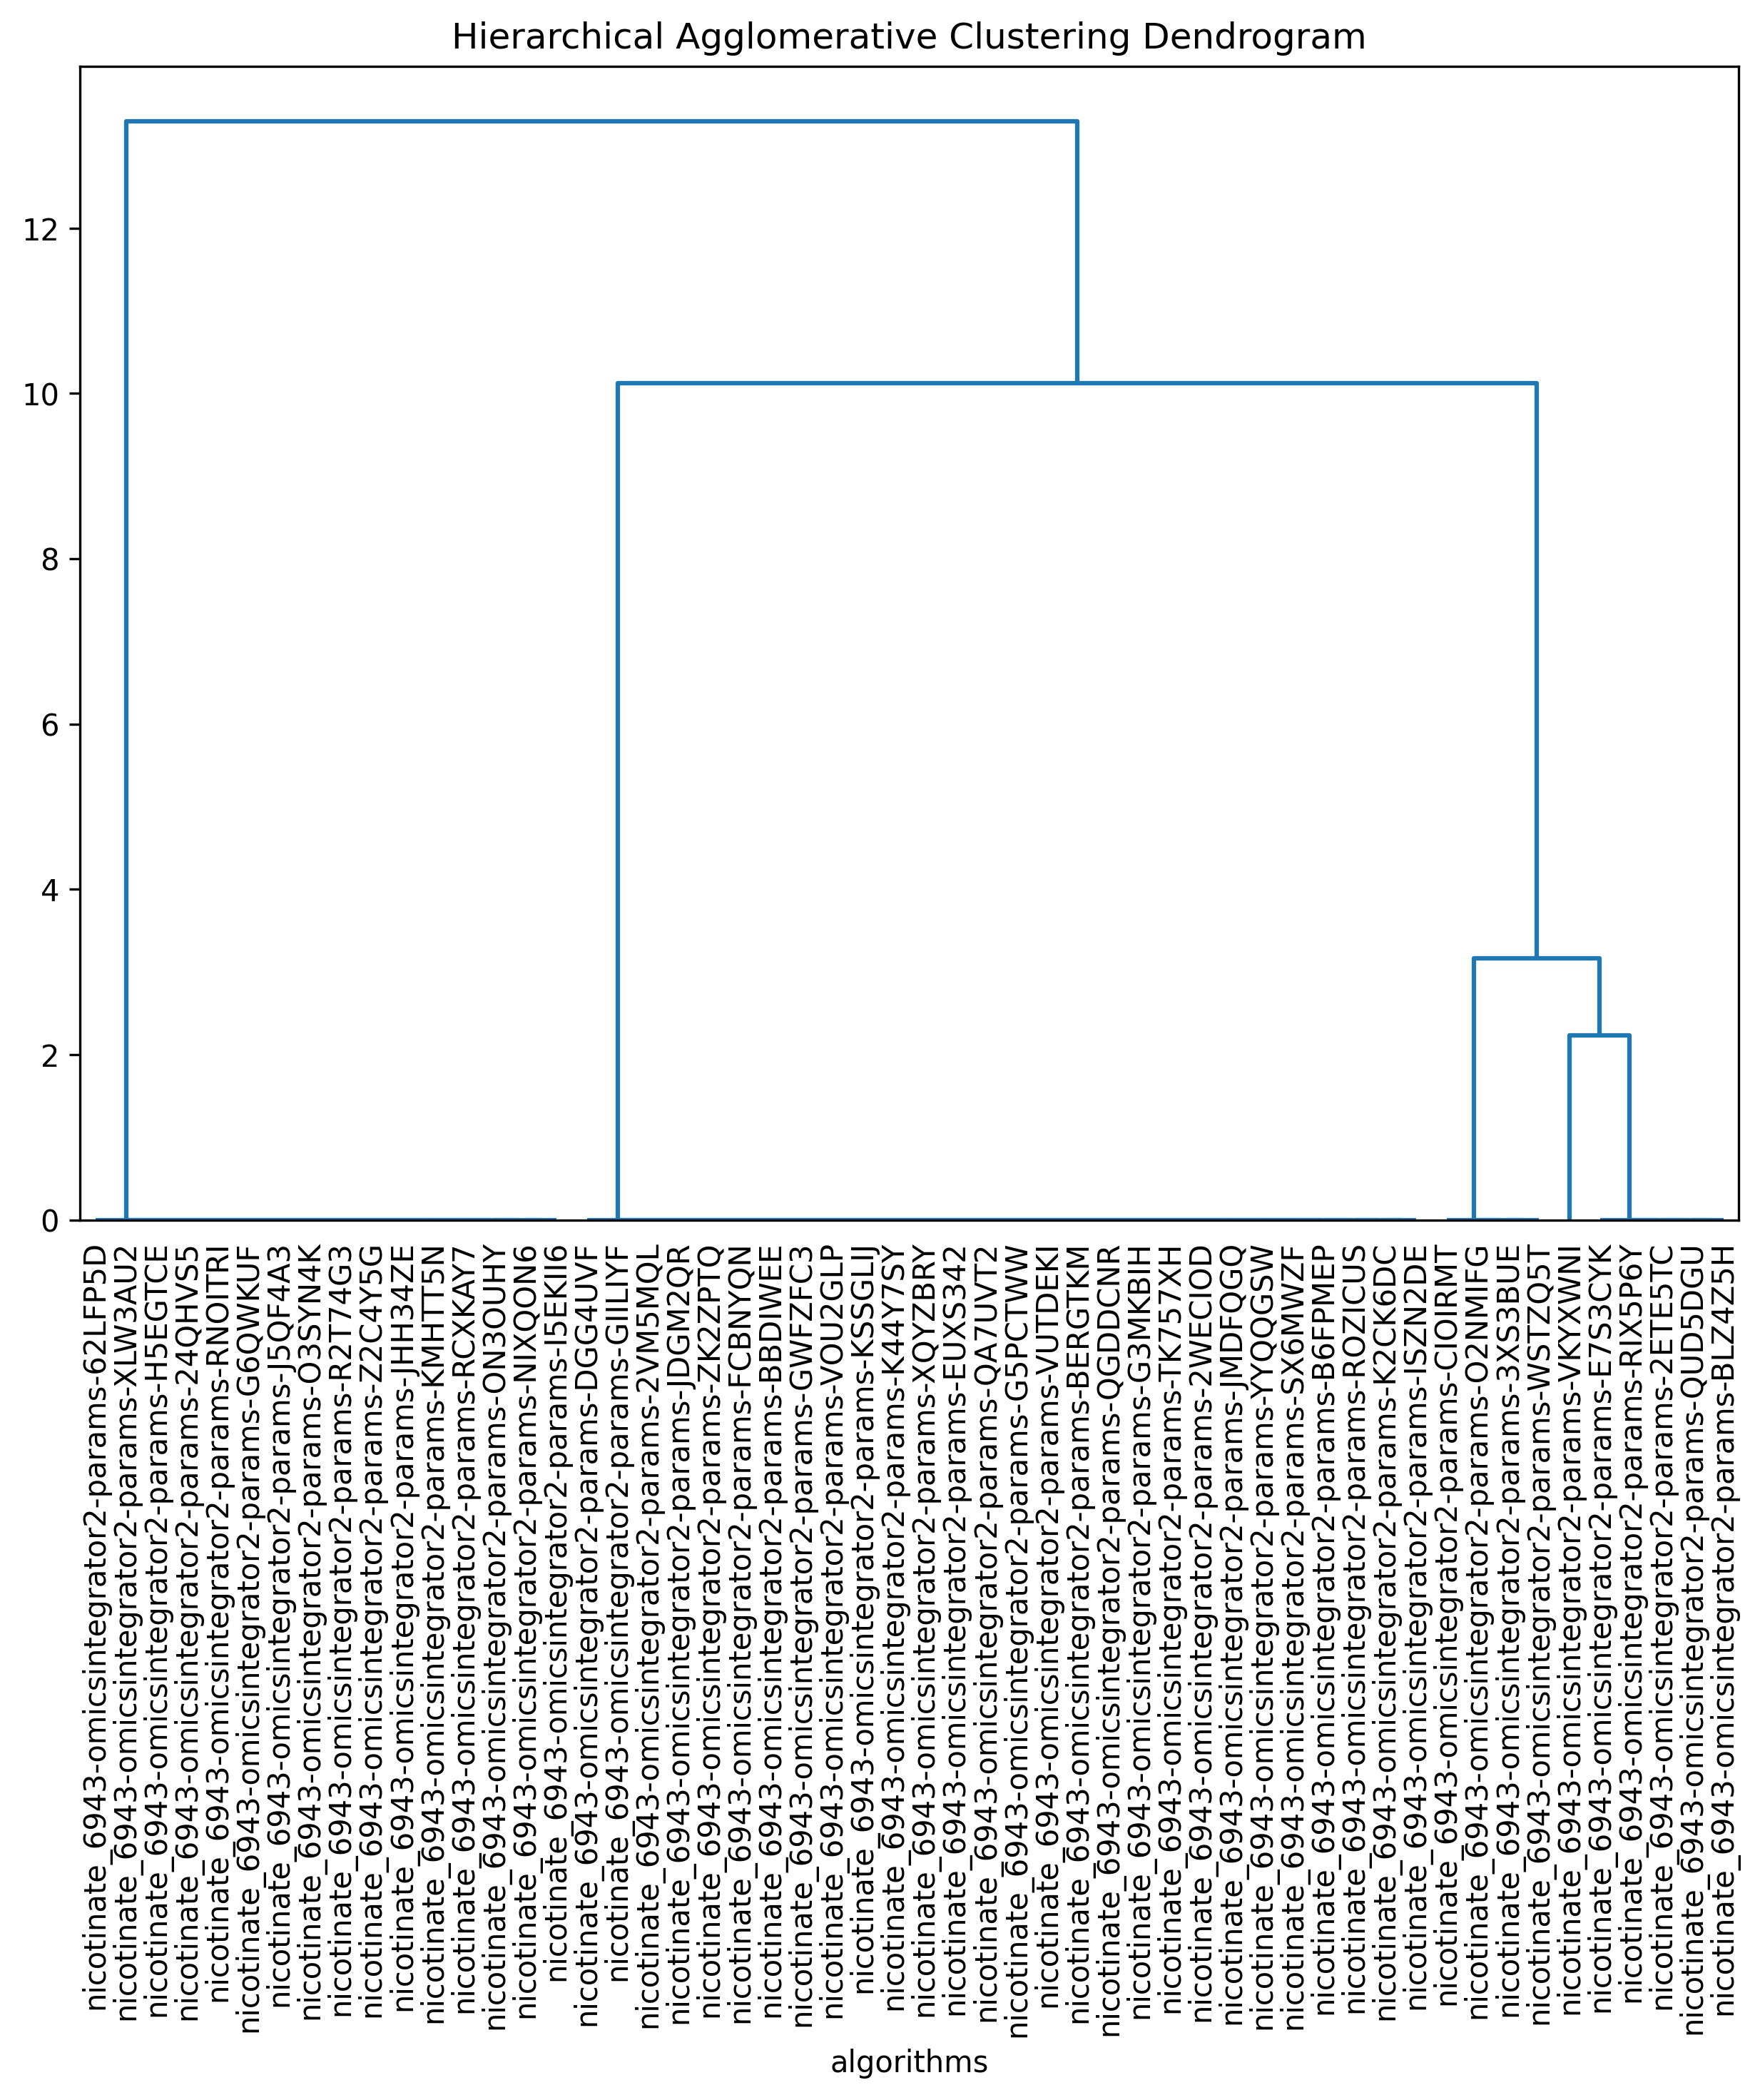 Hierarchical Agglomerative Clustering Dendrogram
12
10
8
6
4
2
0
nicotinate_6943-omicsintegrator2-params-62LFP5D
nicotinate_6943-omicsintegrator2-params-XLW3AU2
nicotinate_6943-omicsintegrator2-params-H5EGTCE
nicotinate_6943-omicsintegrator2-params-24QHVS5
nicotinate_6943-omicsintegrator2-params-RNOITRI
nicotinate_6943-omicsintegrator2-params-G6QWKUF
nicotinate_6943-omicsintegrator2-params-J5QF4A3
nicotinate_6943-omicsintegrator2-params-O3SYN4K
nicotinate_6943-omicsintegrator2-params-R2T74G3
nicotinate_6943-omicsintegrator2-params-Z2C4Y5G
nicotinate_6943-omicsintegrator2-params-JHH34ZE
nicotinate_6943-omicsintegrator2-params-KMHTT5N
nicotinate_6943-omicsintegrator2-params-RCXKAY7
nicotinate_6943-omicsintegrator2-params-ON3OUHY
nicotinate_6943-omicsintegrator2-params-NIXQON6
nicotinate_6943-omicsintegrator2-params-I5EKII6
nicotinate_6943-omicsintegrator2-params-DGG4UVF
nicotinate_6943-omicsintegrator2-params-GIILIYF
nicotinate_6943-omicsintegrator2-params-2VM5MQL
nicotinate_6943-omicsintegrator2-params-JDGM2QR
nicotinate_6943-omicsintegrator2-params-ZK2ZPTQ
nicotinate_6943-omicsintegrator2-params-FCBNYQN
nicotinate_6943-omicsintegrator2-params-BBDIWEE
nicotinate_6943-omicsintegrator2-params-GWFZFC3
nicotinate_6943-omicsintegrator2-params-VOU2GLP
nicotinate_6943-omicsintegrator2-params-KSSGLIJ
nicotinate_6943-omicsintegrator2-params-K44Y7SY
nicotinate_6943-omicsintegrator2-params-XQYZBRY
nicotinate_6943-omicsintegrator2-params-EUXS342
nicotinate_6943-omicsintegrator2-params-QA7UVT2
nicotinate_6943-omicsintegrator2-params-G5PCTWW
nicotinate_6943-omicsintegrator2-params-VUTDEKI
nicotinate_6943-omicsintegrator2-params-BERGTKM
nicotinate_6943-omicsintegrator2-params-QGDDCNR
nicotinate_6943-omicsintegrator2-params-G3MKBIH
nicotinate_6943-omicsintegrator2-params-TK757XH
nicotinate_6943-omicsintegrator2-params-2WECIOD
nicotinate_6943-omicsintegrator2-params-JMDFQGQ
nicotinate_6943-omicsintegrator2-params-YYQQGSW
nicotinate_6943-omicsintegrator2-params-SX6MWZF
nicotinate_6943-omicsintegrator2-params-B6FPMEP
nicotinate_6943-omicsintegrator2-params-ROZICUS
nicotinate_6943-omicsintegrator2-params-K2CK6DC
nicotinate_6943-omicsintegrator2-params-ISZN2DE
nicotinate_6943-omicsintegrator2-params-CIOIRMT
nicotinate_6943-omicsintegrator2-params-O2NMIFG
nicotinate_6943-omicsintegrator2-params-3XS3BUE
nicotinate_6943-omicsintegrator2-params-WSTZQ5T
nicotinate_6943-omicsintegrator2-params-VKYXWNI
nicotinate_6943-omicsintegrator2-params-E7S3CYK
nicotinate_6943-omicsintegrator2-params-RIX5P6Y
nicotinate_6943-omicsintegrator2-params-2ETE5TC
nicotinate_6943-omicsintegrator2-params-QUD5DGU
nicotinate_6943-omicsintegrator2-params-BLZ4Z5H
algorithms